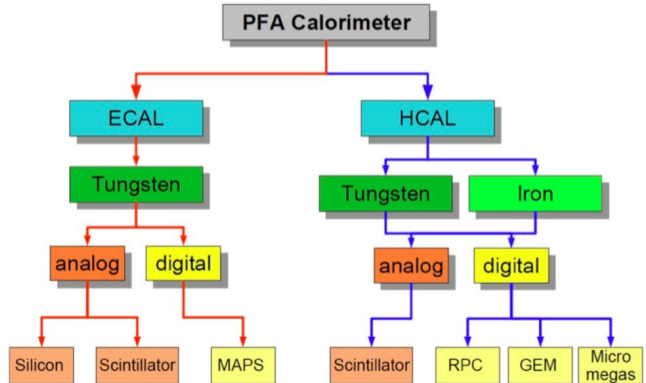 PFA Calorimeter
ECAL
HCAL
Tungsten
Tungsten
Iron
analog
digital
analog
digital
Silicon
Scintillator
MAPS
Scintillator
RPC
GEM
Micro
megas